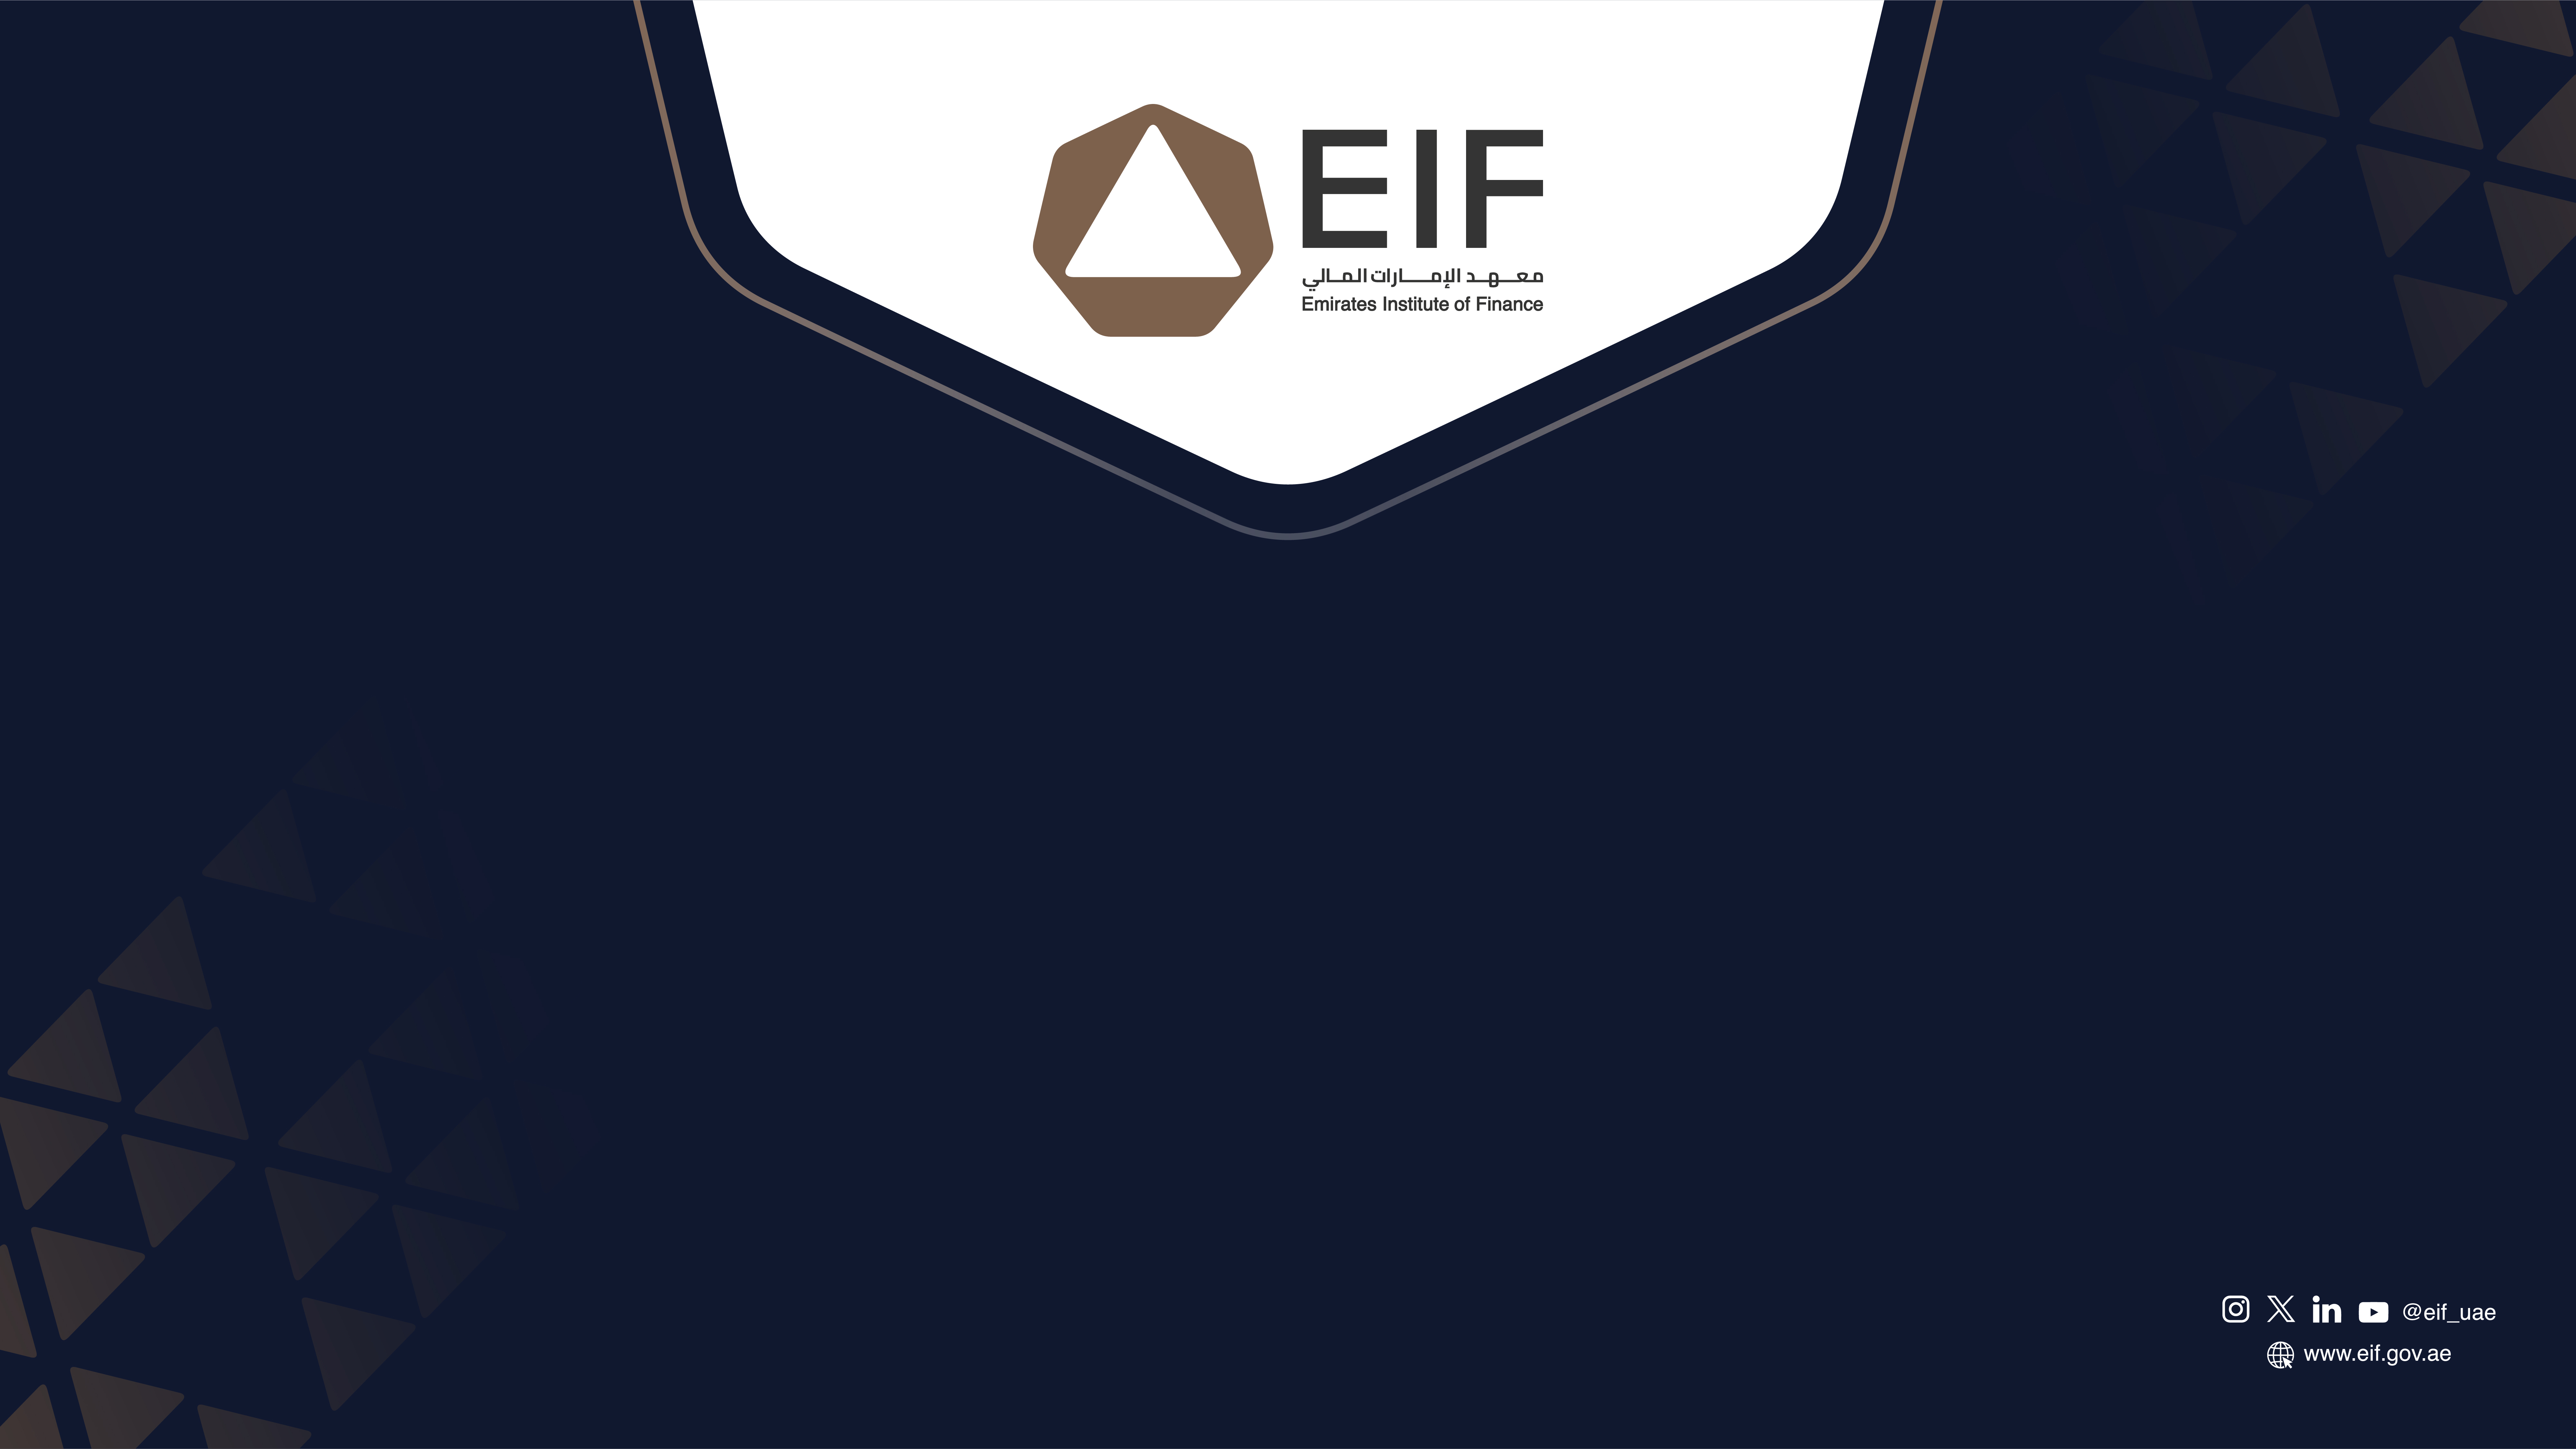 EIF
معهد الإمارات المالي
Emirates Institute of Finance
@eif_uae
www.eif.gov.ae